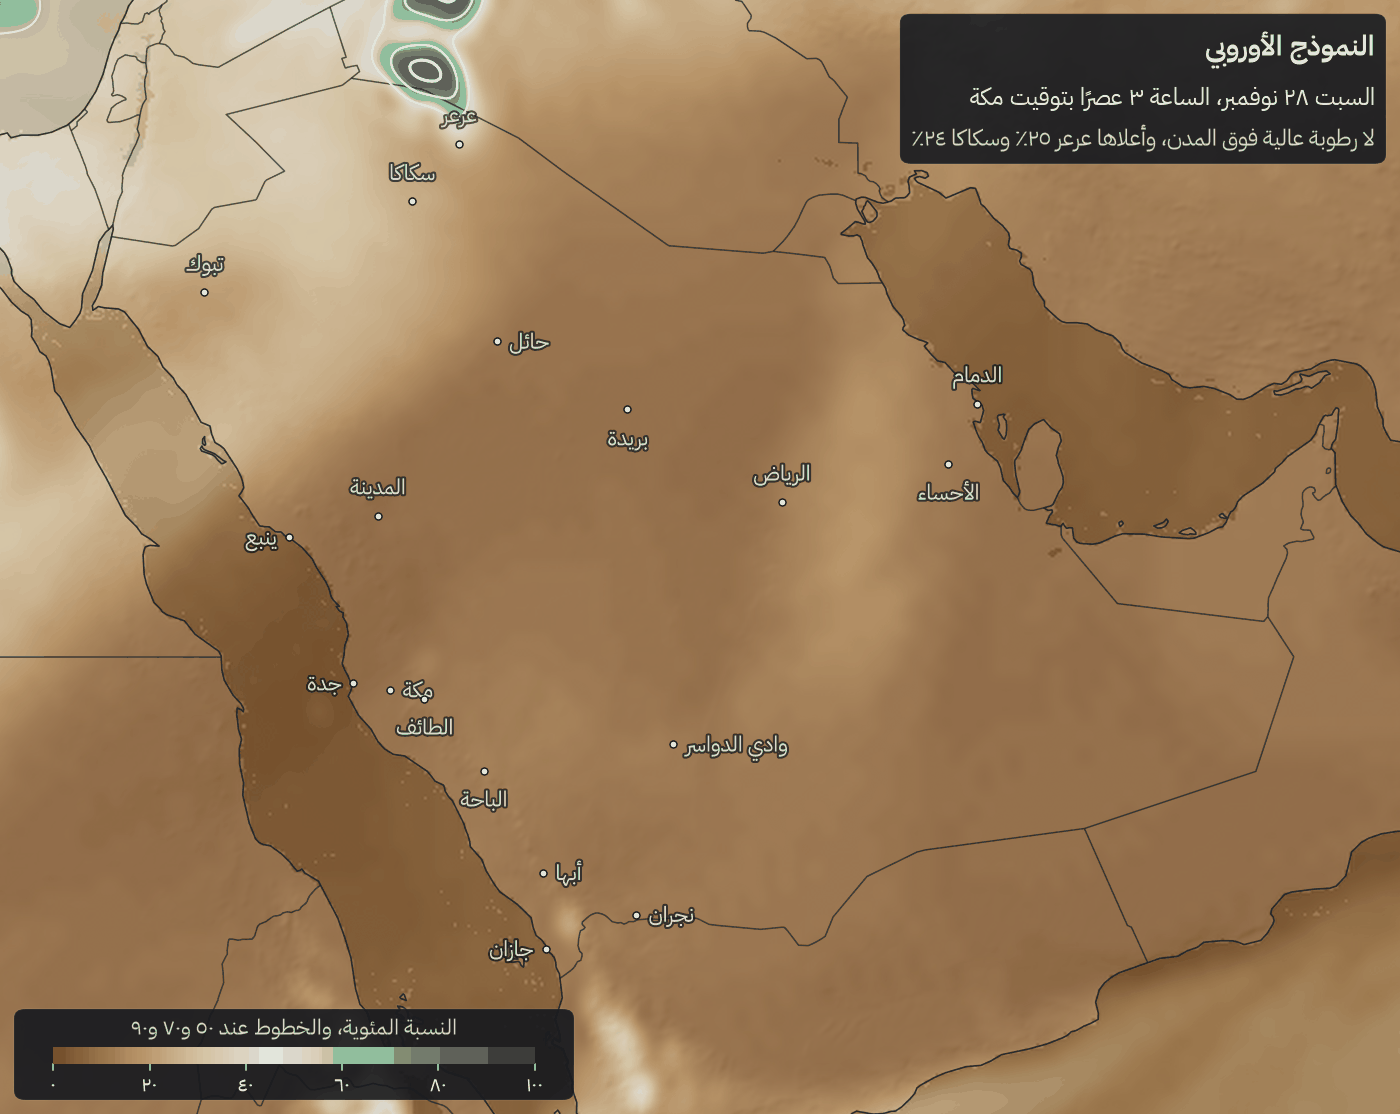 النموذج الأوروبي
السبت ٢٨ نوفمبر، الساعة ٣ عصرًا بتوقيت مكة
لا رطوبة عالية فوق المدن، وأعلاها عرعر ٢٥٪ وسكاكا ٢٤٪
عرعر
سكاكا
تبوك
حائل
الدمام
بريدة
الرياض
المدينة
الأحساء
ينبع
جدة
مكة
الطائف
وادي الدواسر
الباحة
أبها
نجران
جازان
النسبة المئوية، والخطوط عند ٥٠ و٧٠ و٩٠
٠ ٢٠ ٤٠ ٦٠ ٨٠ ١٠٠